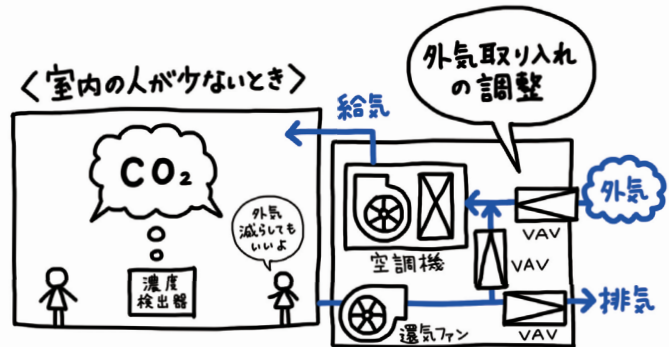 <室内の人が少ないとき>
外気取り入れ
の調整
給気
CO₂
外気
減らしても
いいよ
濃度
検出器
空調機
外気
VAV
VAV
還気ファン
VAV
排気